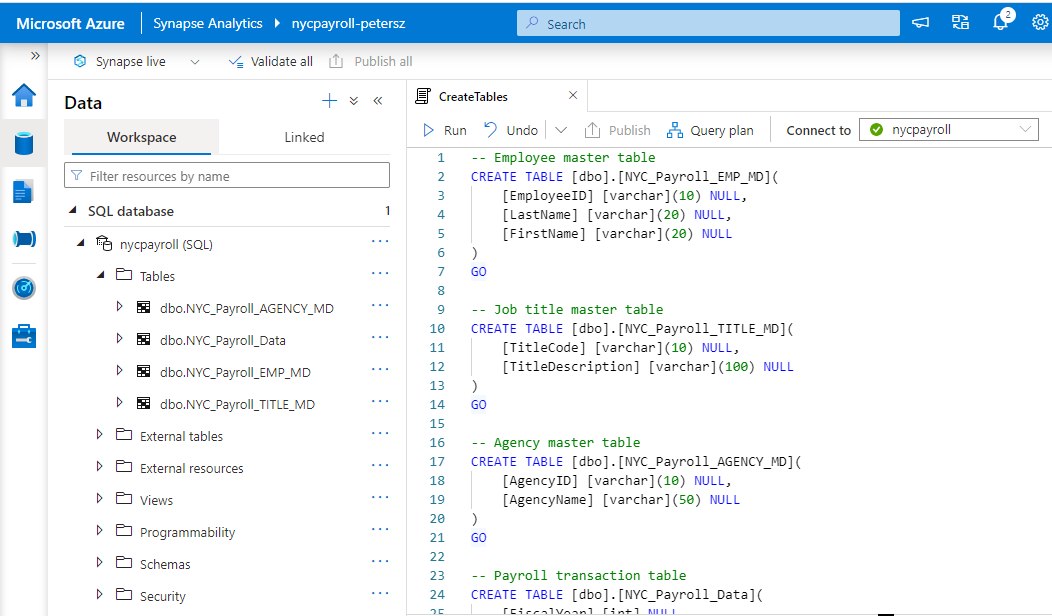 Microsoft Azure
Synapse Analytics
nycpayroll-petersz
Search
2
Synapse live
Validate all
Publish all
Data
Workspace
Linked
Filter resources by name
SQL database
1
nycpayroll (SQL)
Tables
dbo.NYC_Payroll_AGENCY_MD
dbo.NYC_Payroll_Data
dbo.NYC_Payroll_EMP_MD
dbo.NYC_Payroll_TITLE_MD
External tables
External resources
Views
Programmability
Schemas
Security
CreateTables
Run
Undo
Publish
Query plan
Connect to
nycpayroll
1 -- Employee master table
2 CREATE TABLE [dbo].[NYC_Payroll_EMP_MD](
3 [EmployeeID] [varchar](10) NULL,
4 [LastName] [varchar](20) NULL,
5 [FirstName] [varchar](20) NULL
6 )
7 GO
8
9 -- Job title master table
10 CREATE TABLE [dbo].[NYC_Payroll_TITLE_MD](
11 [TitleCode] [varchar](10) NULL,
12 [TitleDescription] [varchar](100) NULL
13 )
14 GO
15
16 -- Agency master table
17 CREATE TABLE [dbo].[NYC_Payroll_AGENCY_MD](
18 [AgencyID] [varchar](10) NULL,
19 [AgencyName] [varchar](50) NULL
20 )
21 GO
22
23 -- Payroll transaction table
24 CREATE TABLE [dbo].[NYC_Payroll_Data](
25 [FiscalYear] [int] NULL